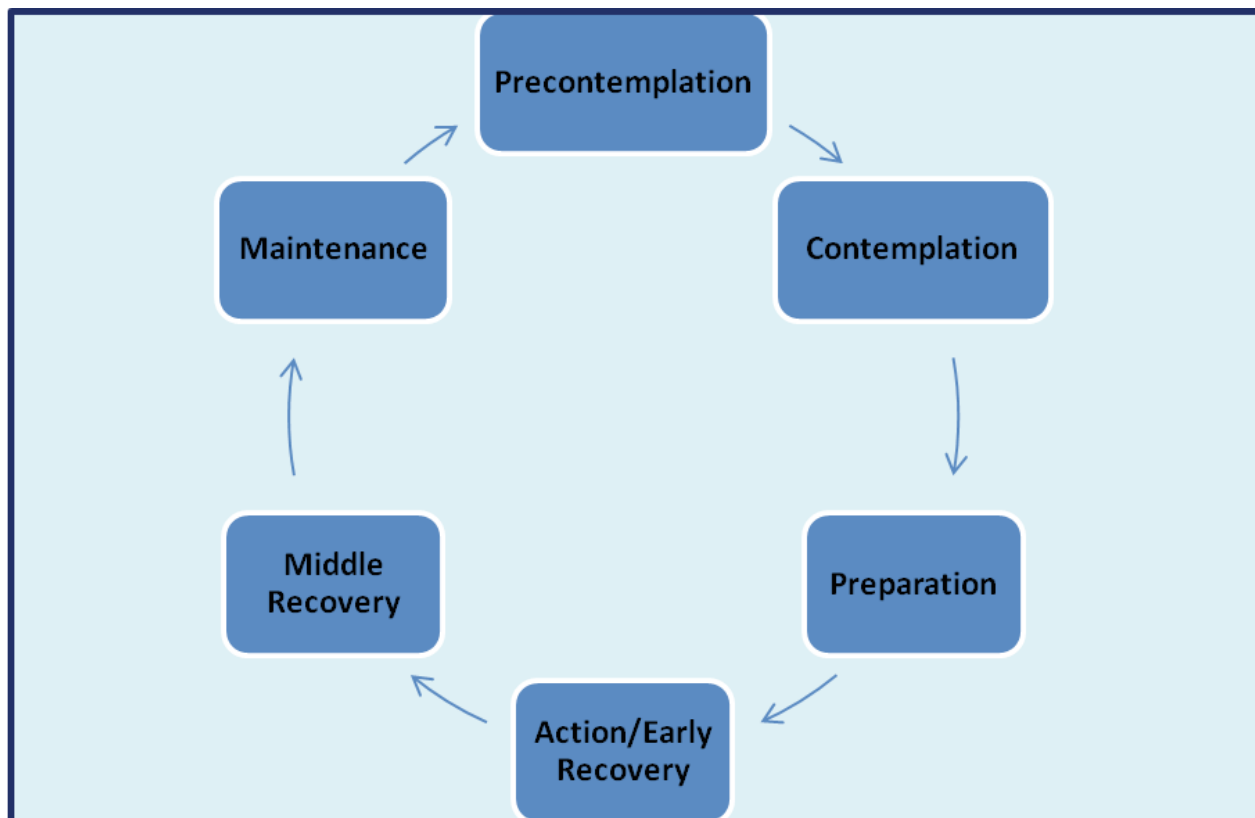 Precontemplation
Contemplation
Preparation
Action/Early
Recovery
Middle
Recovery
Maintenance